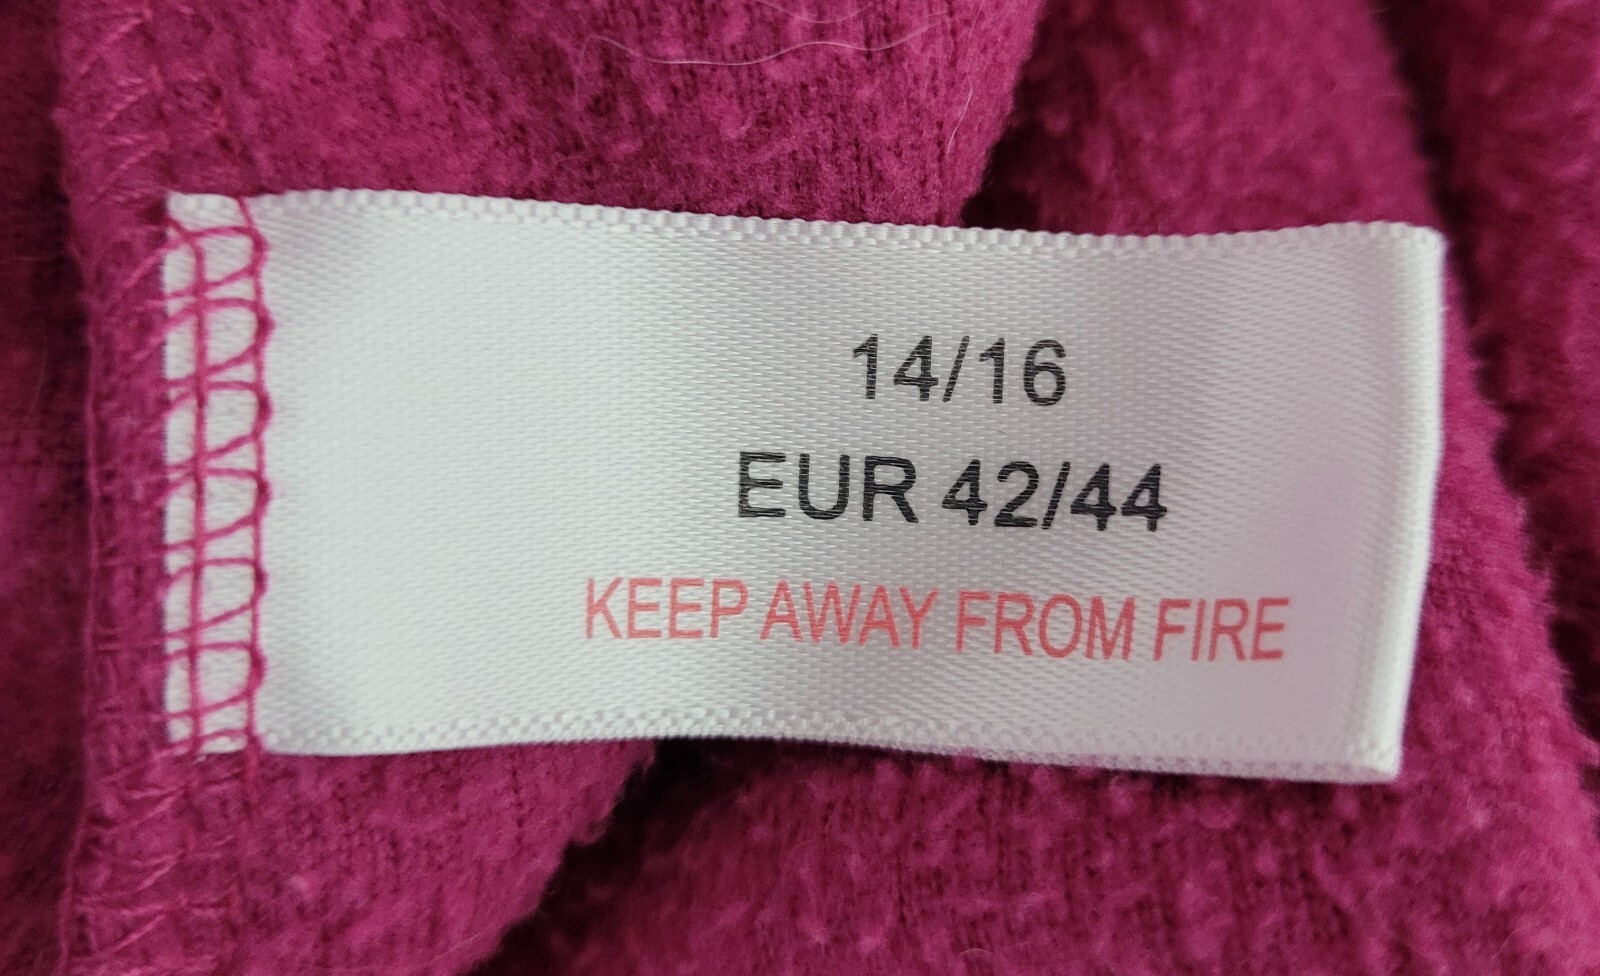 14/16
EUR 42/44
KEEP AWAY FROM FIRE